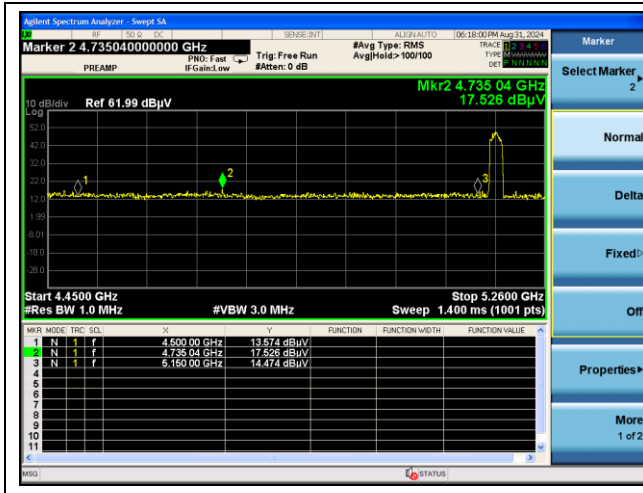 Agilent Spectrum Analyzer - Swept SA
RF 50 Ω DC SENSE:INT ALIGN AUTO 06:18:00 PM Aug 31, 2024
Marker 2 4.735040000000 GHz
PREAMP
PNO: Fast
IFGain:Low
Trig: Free Run
#Atten: 0 dB
#Avg Type: RMS
Avg|Hold:> 100/100
TRACE 1 2 3 4 5 6
TYPE M
DET P N N N N N
Mkr2 4.735 04 GHz
17.526 dBµV
10 dB/div Ref 61.99 dBµV
Log
52.0
42.0
32.0
22.0
12.0
1.99
-8.01
-18.0
-28.0
1
2
3
Start 4.4500 GHz Stop 5.2600 GHz
#Res BW 1.0 MHz #VBW 3.0 MHz Sweep 1.400 ms (1001 pts)
MKR MODE TRC SCL X Y FUNCTION FUNCTION WIDTH FUNCTION VALUE
1 N 1 f 4.500 00 GHz 13.574 dBµV
2 N 1 f 4.735 04 GHz 17.526 dBµV
3 N 1 f 5.150 00 GHz 14.474 dBµV
4
5
6
7
8
9
10
11
MSG STATUS
Marker
Select Marker
2
Normal
Delta
Fixed
Off
Properties
More
1 of 2